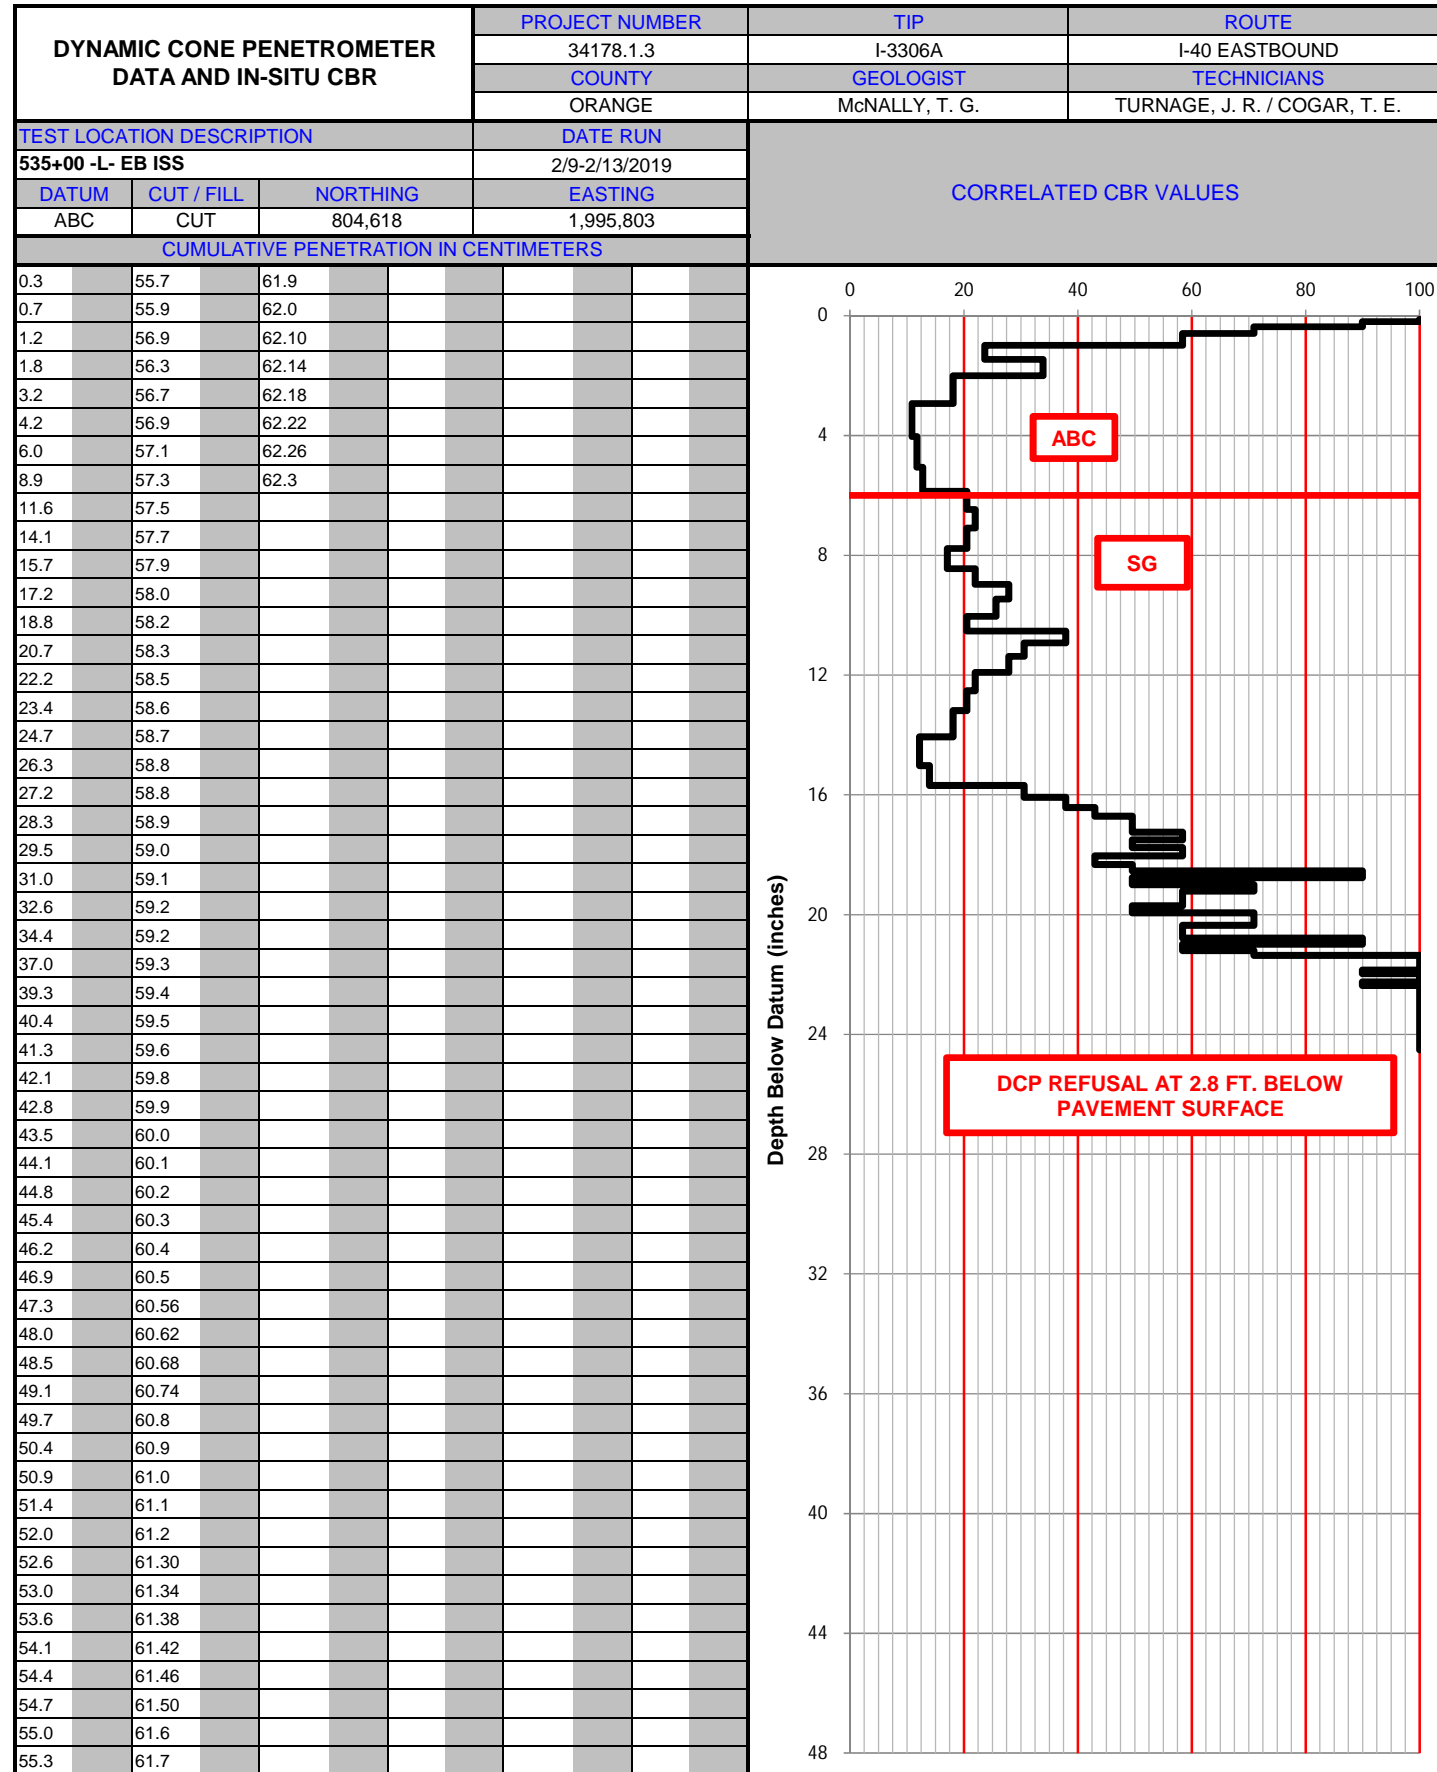 DYNAMIC CONE PENETROMETER
DATA AND IN-SITU CBR
PROJECT NUMBER TIP ROUTE
34178.1.3 I-3306A I-40 EASTBOUND
COUNTY GEOLOGIST TECHNICIANS
ORANGE McNALLY, T. G. TURNAGE, J. R. / COGAR, T. E.
TEST LOCATION DESCRIPTION DATE RUN
535+00 -L- EB ISS 2/9-2/13/2019
DATUM CUT / FILL NORTHING EASTING
ABC CUT 804,618 1,995,803
CORRELATED CBR VALUES
CUMULATIVE PENETRATION IN CENTIMETERS
0.3 55.7 61.9
0.7 55.9 62.0
1.2 56.9 62.10
1.8 56.3 62.14
3.2 56.7 62.18
4.2 56.9 62.22
6.0 57.1 62.26
8.9 57.3 62.3
11.6 57.5
14.1 57.7
15.7 57.9
17.2 58.0
18.8 58.2
20.7 58.3
22.2 58.5
23.4 58.6
24.7 58.7
26.3 58.8
27.2 58.8
28.3 58.9
29.5 59.0
31.0 59.1
32.6 59.2
34.4 59.2
37.0 59.3
39.3 59.4
40.4 59.5
41.3 59.6
42.1 59.8
42.8 59.9
43.5 60.0
44.1 60.1
44.8 60.2
45.4 60.3
46.2 60.4
46.9 60.5
47.3 60.56
48.0 60.62
48.5 60.68
49.1 60.74
49.7 60.8
50.4 60.9
50.9 61.0
51.4 61.1
52.0 61.2
52.6 61.30
53.0 61.34
53.6 61.38
54.1 61.42
54.4 61.46
54.7 61.50
55.0 61.6
55.3 61.7
0 20 40 60 80 100
0
4
8
12
16
20
24
28
32
36
40
44
48
Depth Below Datum (inches)
ABC
SG
DCP REFUSAL AT 2.8 FT. BELOW
PAVEMENT SURFACE